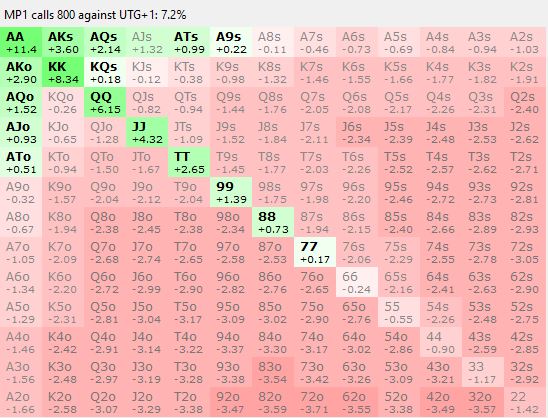 MP1 calls 800 against UTG+1: 7.2%
AA AKs AQs AJs ATs A9s A8s A7s A6s A5s A4s A3s A2s
+11.4 +3.60 +2.14 +1.32 +0.99 +0.22 -0.11 -0.46 -0.73 -0.69 -0.84 -0.94 -1.03
AKo KK KQs KJs KTs K9s K8s K7s K6s K5s K4s K3s K2s
+2.90 +8.34 +0.18 -0.12 -0.38 -0.98 -1.32 -1.46 -1.55 -1.66 -1.77 -1.82 -1.91
AQo KQo QQ QJs QTs Q9s Q8s Q7s Q6s Q5s Q4s Q3s Q2s
+1.52 -0.26 +6.15 -0.82 -0.94 -1.44 -1.76 -2.05 -2.08 -2.17 -2.26 -2.31 -2.40
AJo KJo QJo JJ JTs J9s J8s J7s J6s J5s J4s J3s J2s
+0.93 -0.65 -1.28 +4.32 -1.09 -1.52 -1.84 -2.11 -2.34 -2.39 -2.48 -2.53 -2.62
ATo KTo QTo JTo TT T9s T8s T7s T6s T5s T4s T3s T2s
+0.51 -0.94 -1.50 -1.67 +2.65 -1.45 -1.77 -2.03 -2.26 -2.52 -2.57 -2.62 -2.71
A9o K9o Q9o J9o T9o 99 98s 97s 96s 95s 94s 93s 92s
-0.32 -1.57 -2.04 -2.12 -2.04 +1.39 -1.75 -1.98 -2.20 -2.46 -2.72 -2.73 -2.81
A8o K8o Q8o J8o T8o 98o 88 87s 86s 85s 84s 83s 82s
-0.67 -1.94 -2.38 -2.45 -2.38 -2.34 +0.73 -1.94 -2.15 -2.40 -2.66 -2.89 -2.93
A7o K7o Q7o J7o T7o 97o 87o 77 76s 75s 74s 73s 72s
-1.05 -2.09 -2.68 -2.74 -2.65 -2.58 -2.53 +0.17 -2.06 -2.29 -2.55 -2.78 -3.05
A6o K6o Q6o J6o T6o 96o 86o 76o 66 65s 64s 63s 62s
-1.34 -2.20 -2.72 -2.99 -2.90 -2.82 -2.76 -2.65 -0.24 -2.16 -2.41 -2.63 -2.90
A5o K5o Q5o J5o T5o 95o 85o 75o 65o 55 54s 53s 52s
-1.29 -2.31 -2.81 -3.04 -3.17 -3.09 -3.02 -2.90 -2.76 -0.55 -2.26 -2.48 -2.75
A4o K4o Q4o J4o T4o 94o 84o 74o 64o 54o 44 43s 42s
-1.46 -2.42 -2.91 -3.14 -3.22 -3.37 -3.30 -3.17 -3.02 -2.86 -0.90 -2.59 -2.85
A3o K3o Q3o J3o T3o 93o 83o 73o 63o 53o 43o 33 32s
-1.56 -2.48 -2.97 -3.19 -3.28 -3.38 -3.54 -3.42 -3.26 -3.09 -3.21 -1.17 -2.92
A2o K2o Q2o J2o T2o 92o 82o 72o 62o 52o 42o 32o 22
-1.66 -2.58 -3.07 -3.29 -3.38 -3.47 -3.59 -3.71 -3.55 -3.38 -3.49 -3.57 -1.42